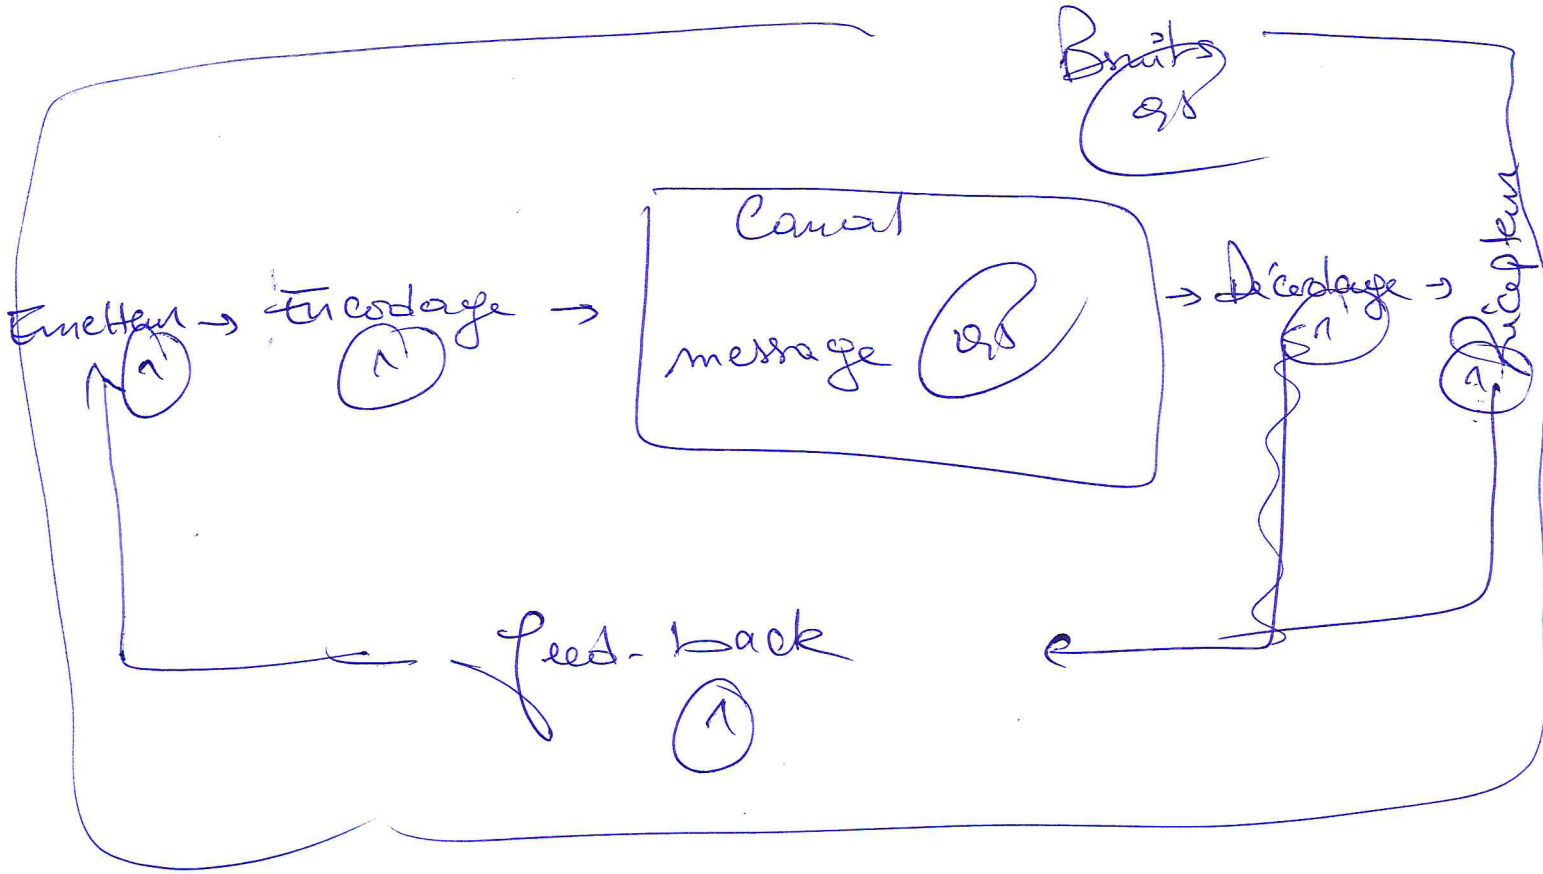 Bruits
0,5
Canal
Emetteur → Encodage → message → Décodage → Récepteur
1
1
0,5
1
1
feed-back
1